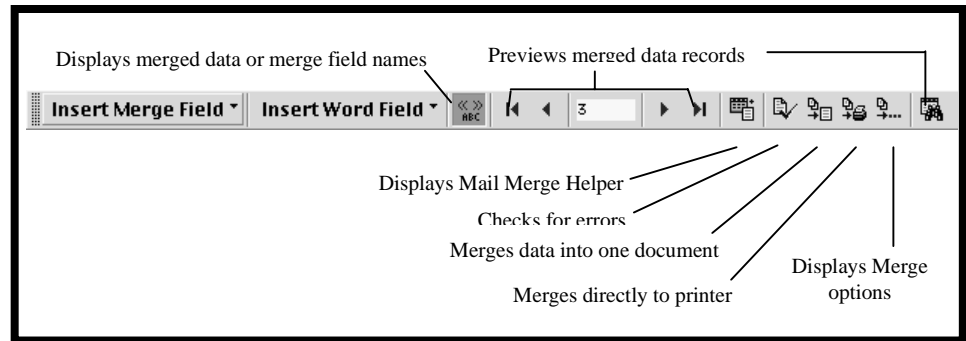 Displays merged data or merge field names
Previews merged data records
Insert Merge Field Insert Word Field «» ABC 3
Displays Mail Merge Helper
Checks for errors
Merges data into one document
Merges directly to printer
Displays Merge
options